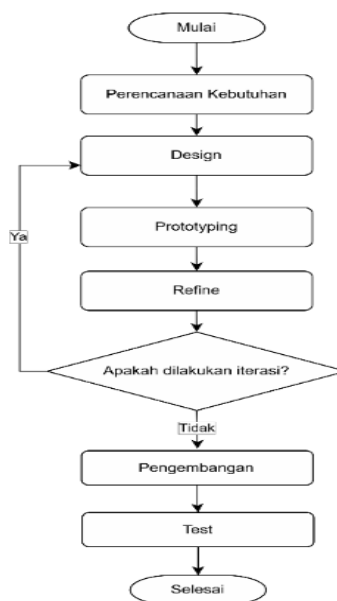 Mulai
Perencanaan Kebutuhan
Design
Ya
Prototyping
Refine
Apakah dilakukan iterasi?
Tidak
Pengembangan
Test
Selesai